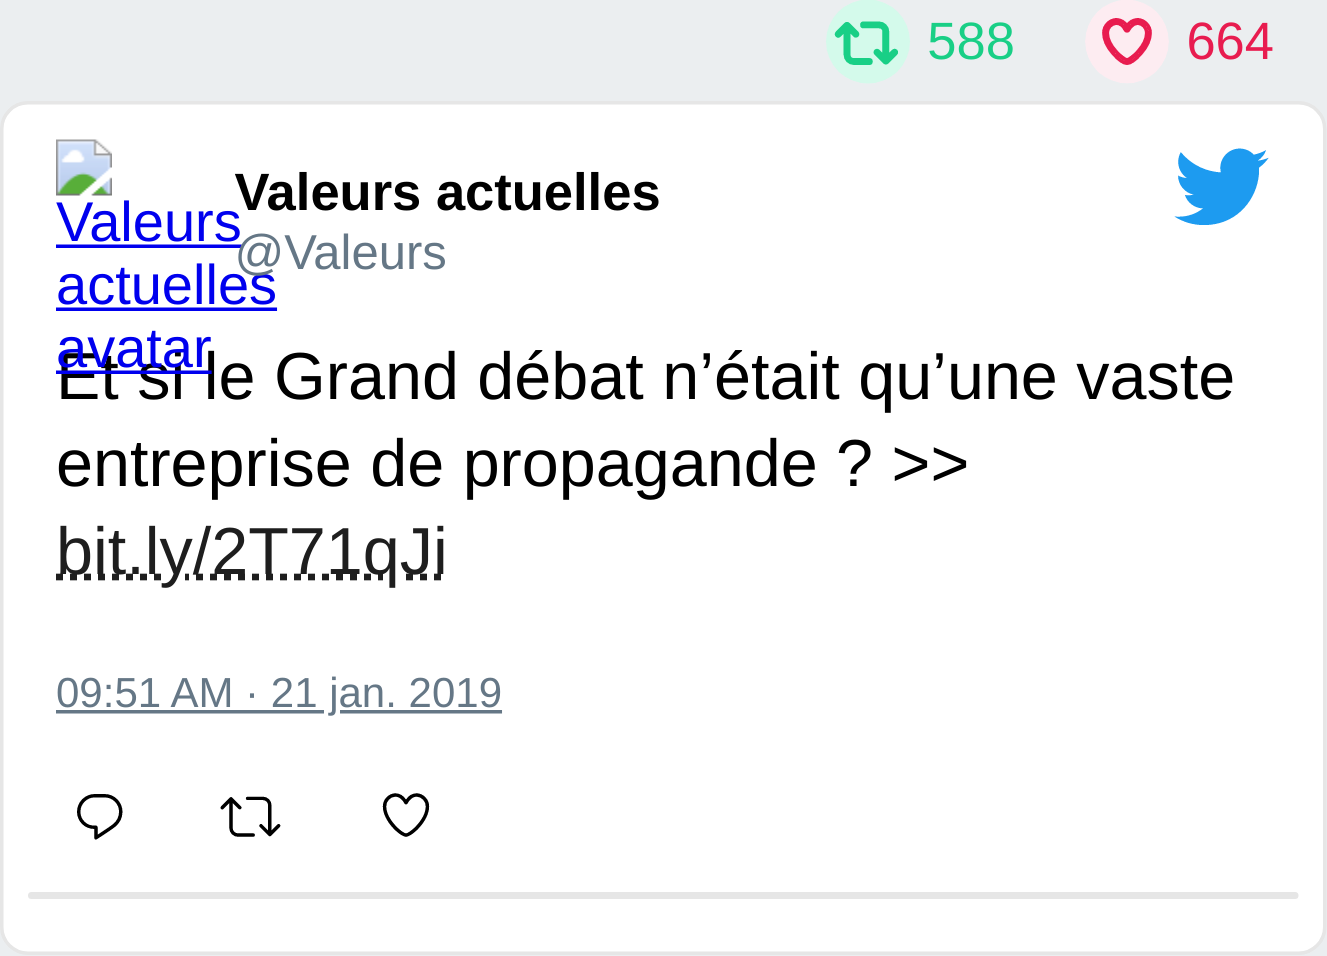 588 664
Valeurs actuelles avatar
Valeurs actuelles
@Valeurs
Et si le Grand débat n’était qu’une vaste
entreprise de propagande ? >>
bit.ly/2T71qJi
09:51 AM · 21 jan. 2019